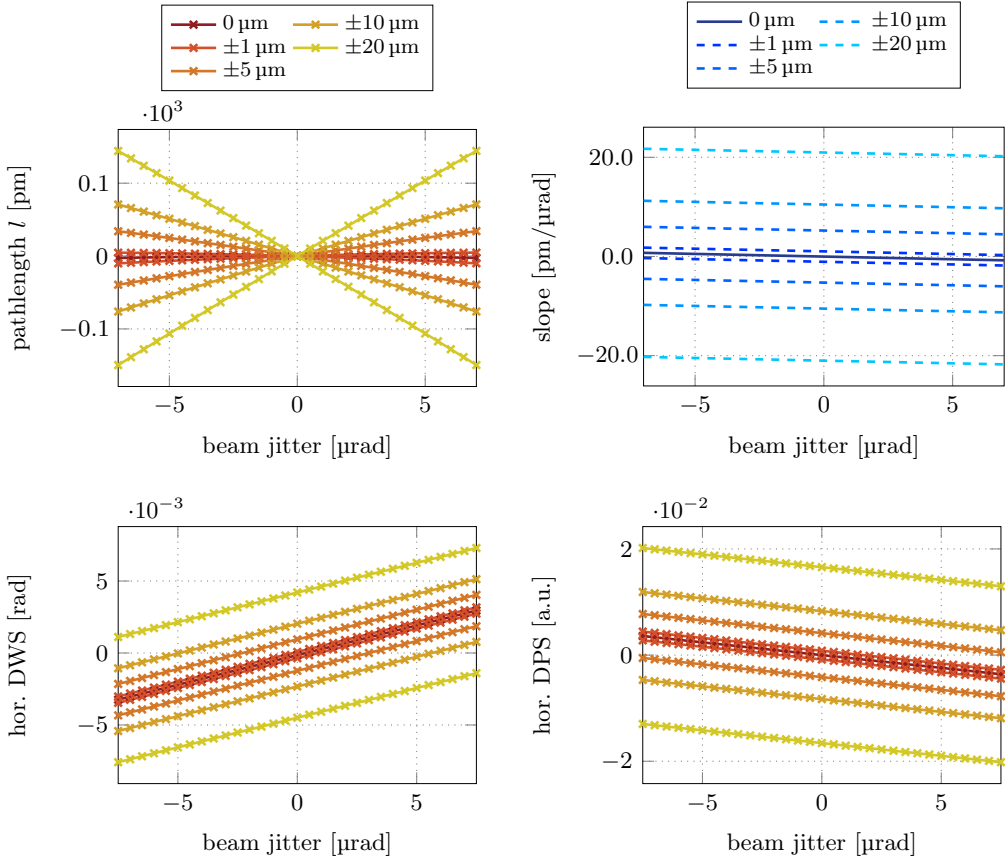 0 µm ±10 µm
±1 µm ±20 µm
±5 µm
0 µm ±10 µm
±1 µm ±20 µm
±5 µm
·10³
0.1
0
−0.1
pathlength l [pm]
−5 0 5
beam jitter [µrad]
20.0
0.0
−20.0
slope [pm/µrad]
−5 0 5
beam jitter [µrad]
·10⁻³
5
0
−5
hor. DWS [rad]
−5 0 5
beam jitter [µrad]
·10⁻²
2
0
−2
hor. DPS [a.u.]
−5 0 5
beam jitter [µrad]